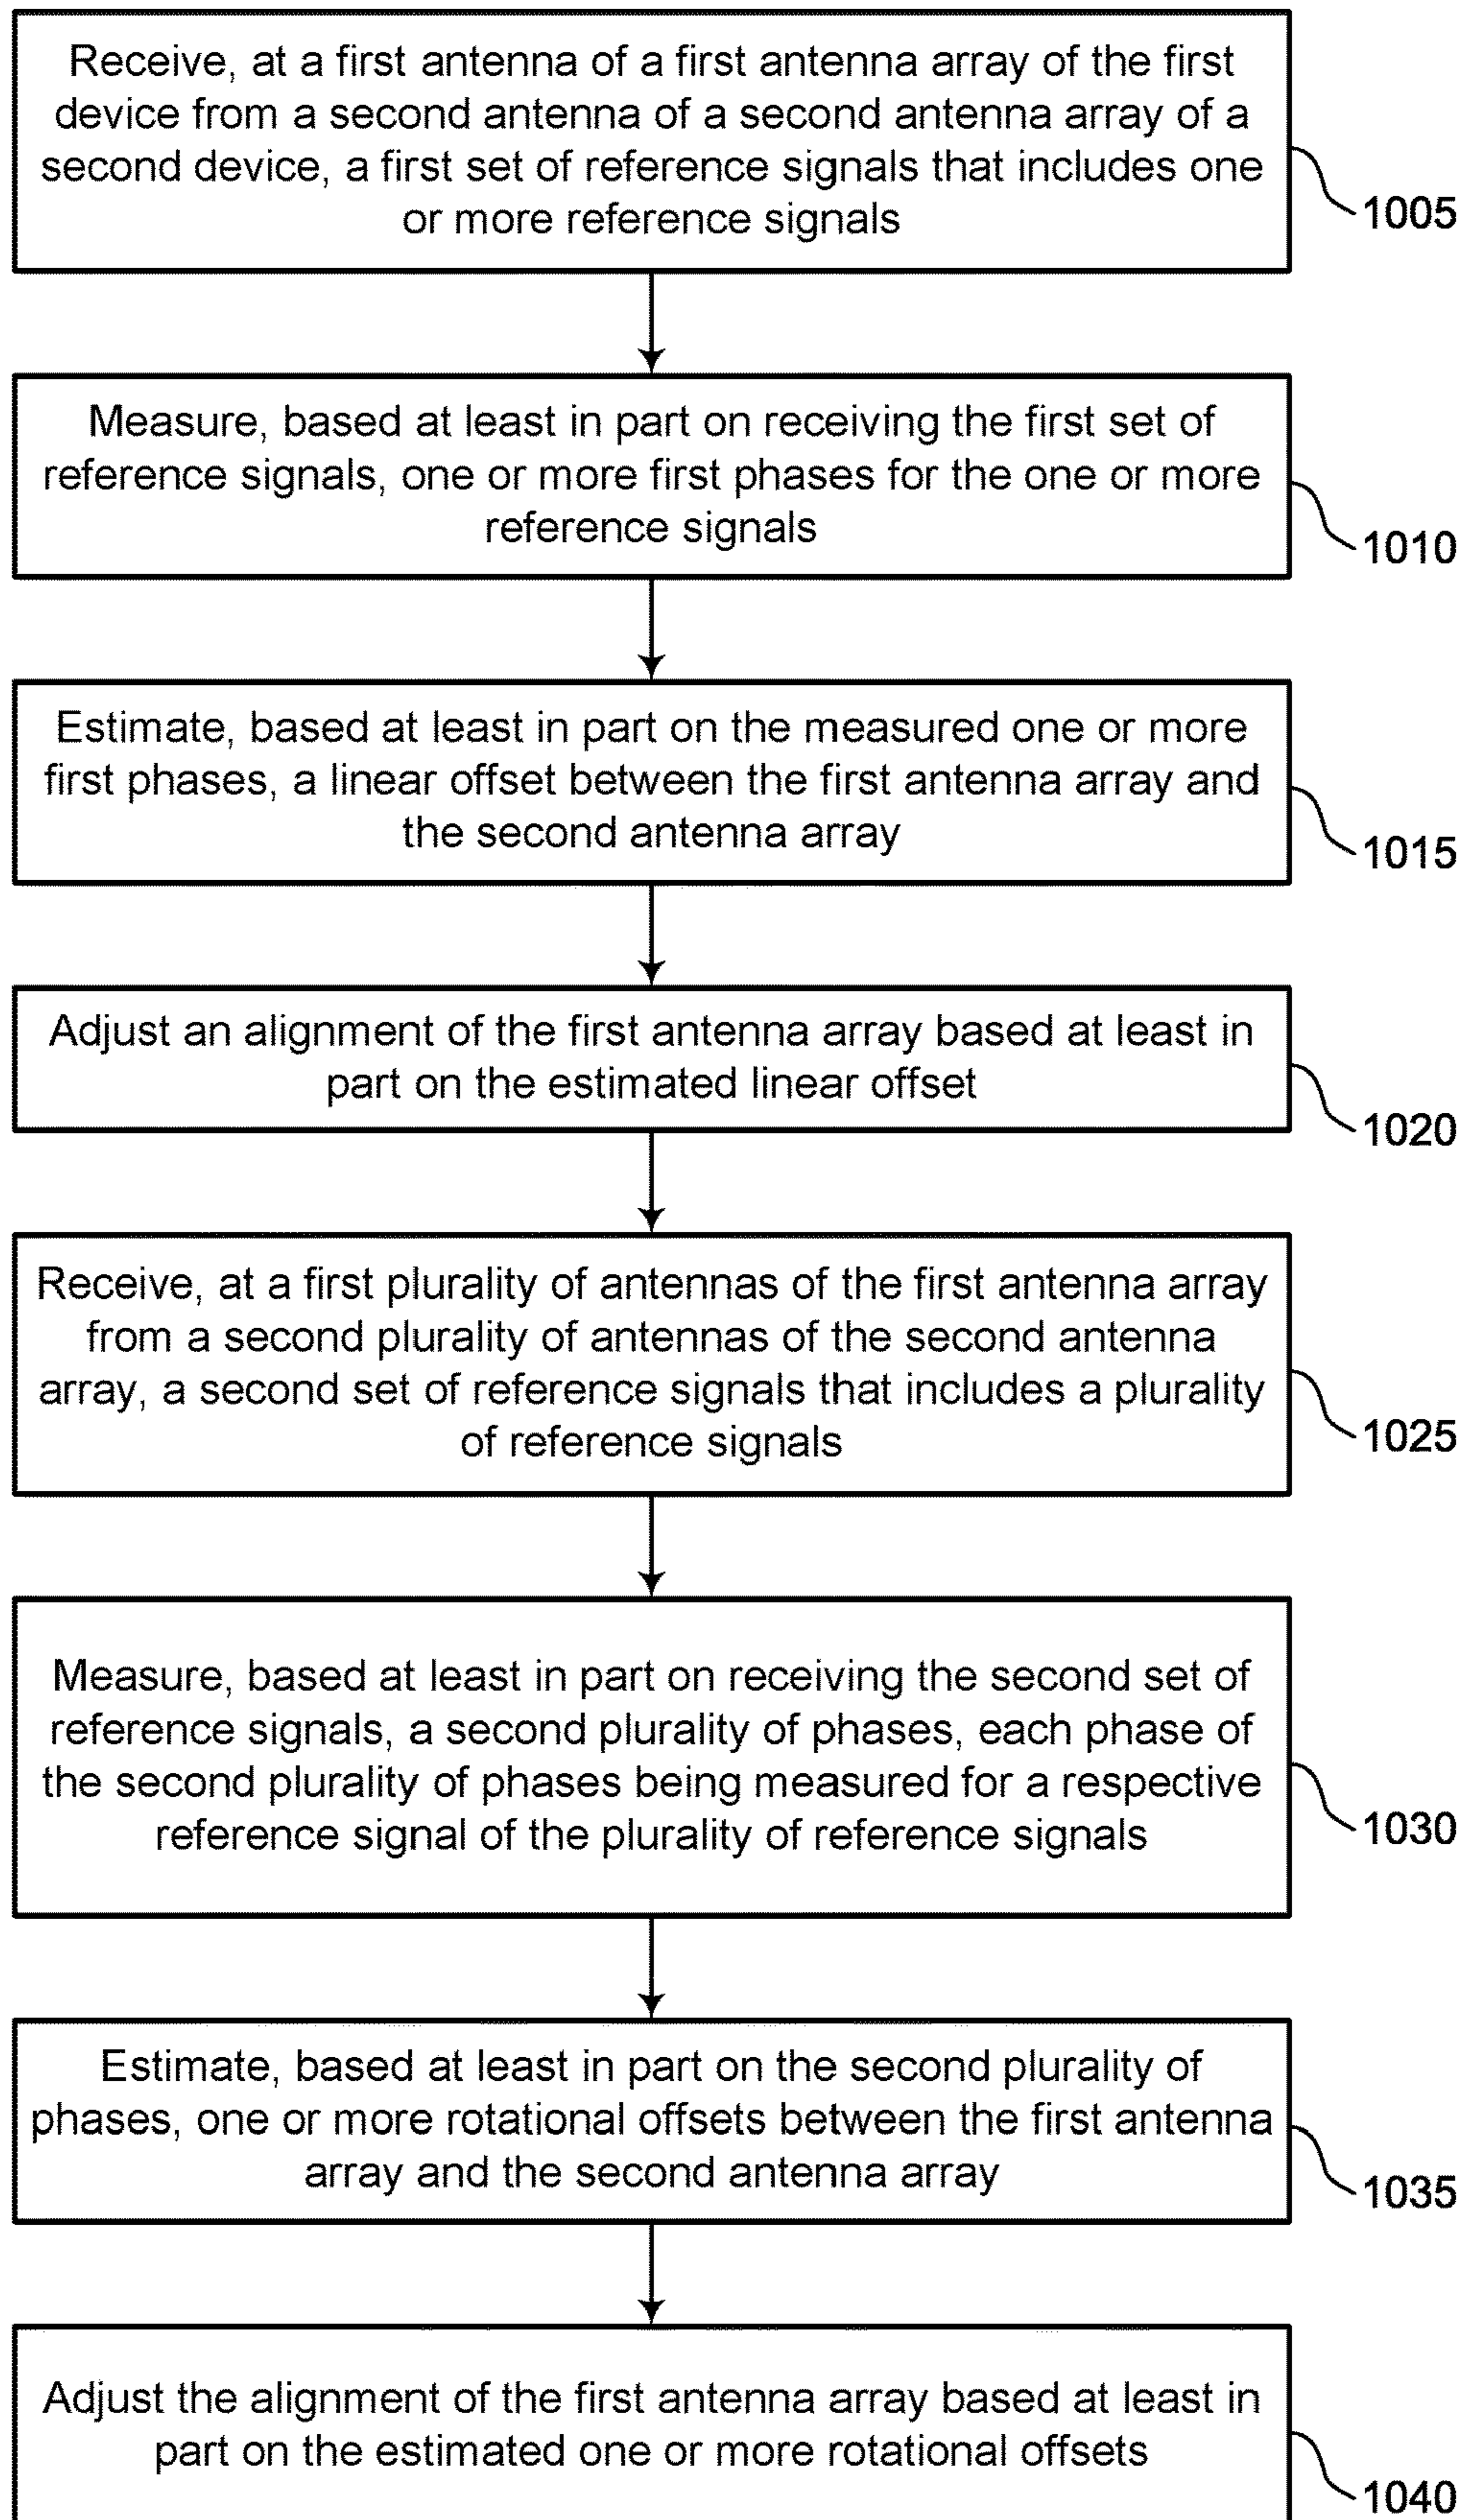 Receive, at a first antenna of a first antenna array of the first
device from a second antenna of a second antenna array of a
second device, a first set of reference signals that includes one
or more reference signals
1005
Measure, based at least in part on receiving the first set of
reference signals, one or more first phases for the one or more
reference signals
1010
Estimate, based at least in part on the measured one or more
first phases, a linear offset between the first antenna array and
the second antenna array
1015
Adjust an alignment of the first antenna array based at least in
part on the estimated linear offset
1020
Receive, at a first plurality of antennas of the first antenna array
from a second plurality of antennas of the second antenna
array, a second set of reference signals that includes a plurality
of reference signals
1025
Measure, based at least in part on receiving the second set of
reference signals, a second plurality of phases, each phase of
the second plurality of phases being measured for a respective
reference signal of the plurality of reference signals
1030
Estimate, based at least in part on the second plurality of
phases, one or more rotational offsets between the first antenna
array and the second antenna array
1035
Adjust the alignment of the first antenna array based at least in
part on the estimated one or more rotational offsets
1040